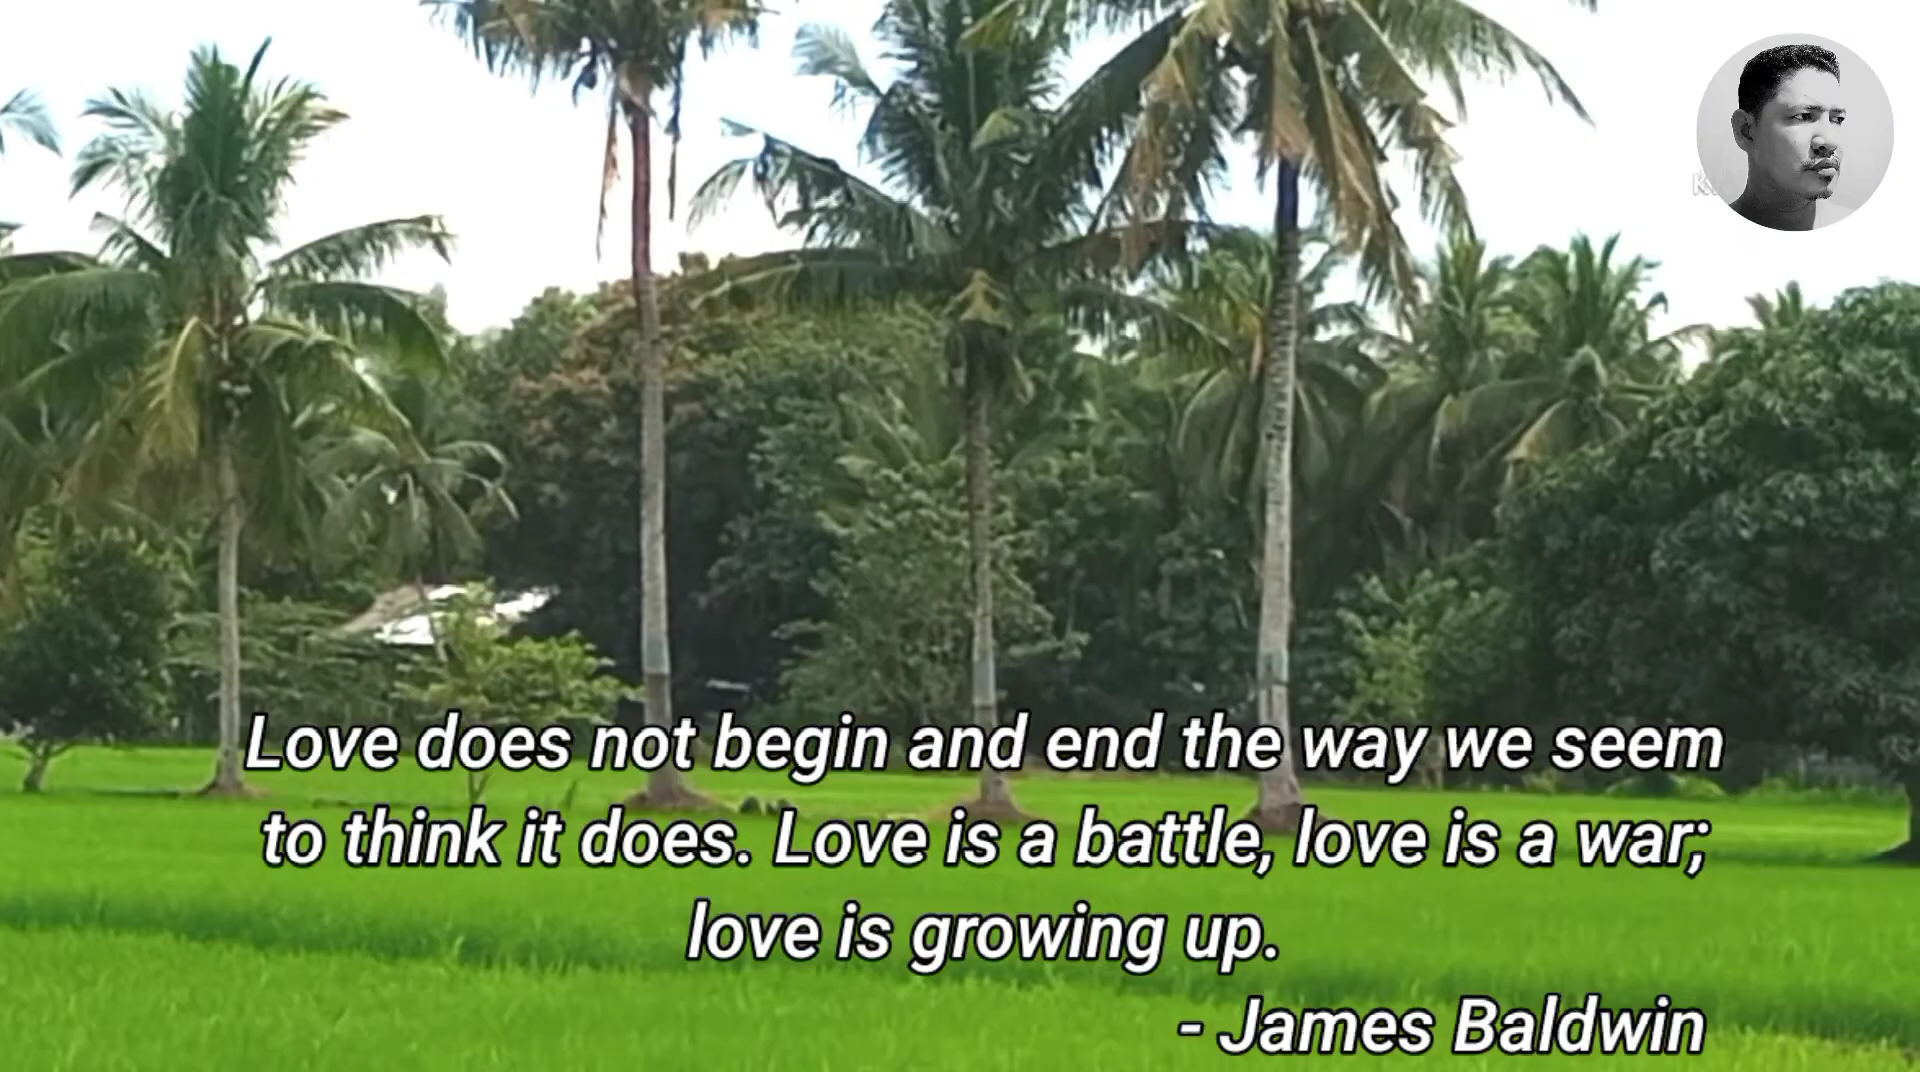 Love does not begin and end the way we seem
to think it does. Love is a battle, love is a war;
love is growing up.
- James Baldwin